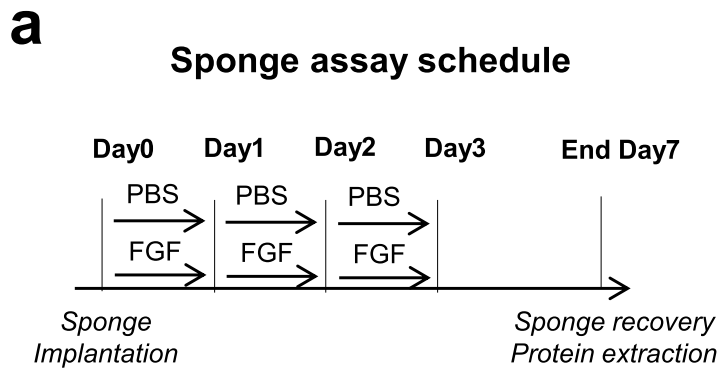 a
Sponge assay schedule
Day0 Day1 Day2 Day3 End Day7
PBS PBS PBS
FGF FGF FGF
Sponge Implantation
Sponge recovery
Protein extraction